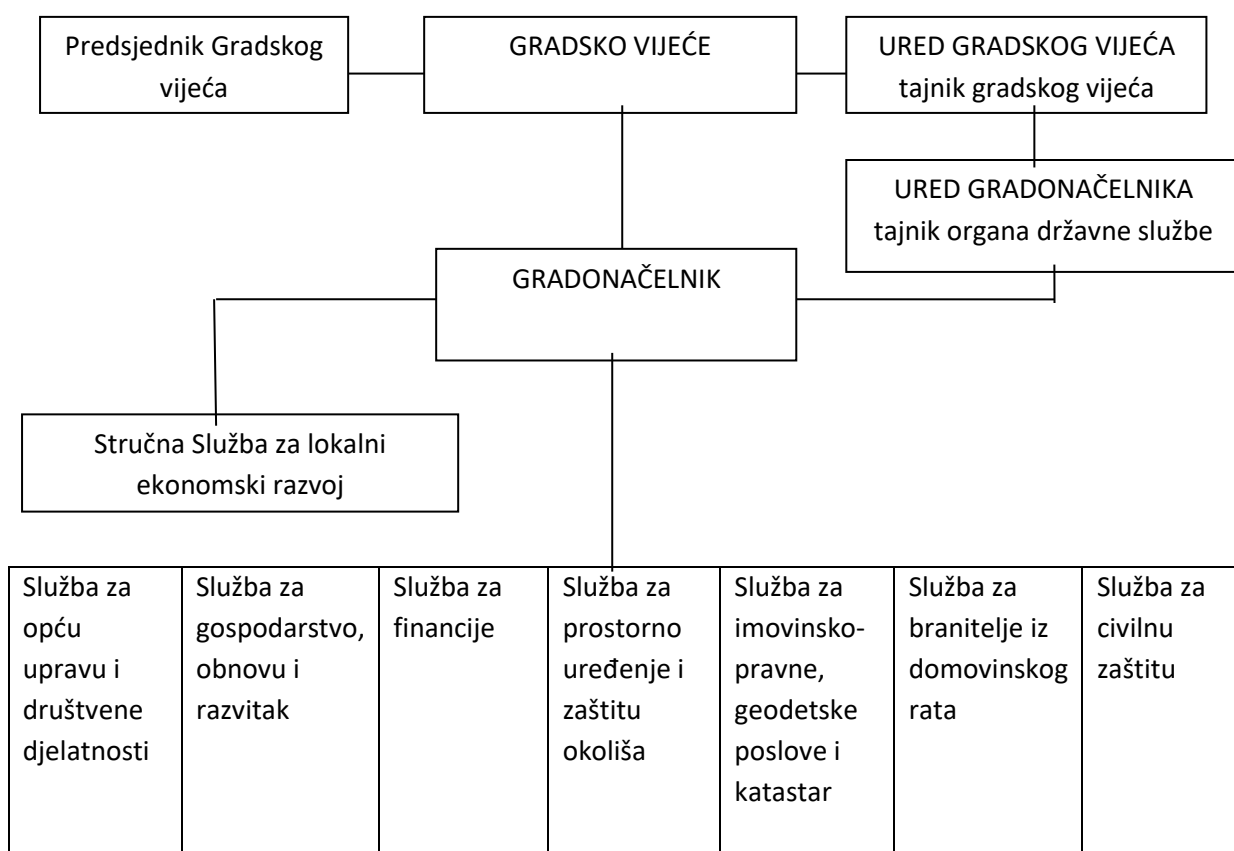 Predsjednik Gradskog
vijeća
GRADSKO VIJEĆE
URED GRADSKOG VIJEĆA
tajnik gradskog vijeća
URED GRADONAČELNIKA
tajnik organa državne službe
GRADONAČELNIK
Stručna Služba za lokalni
ekonomski razvoj
Služba za
opću
upravu i
društvene
djelatnosti
Služba za
gospodarstvo,
obnovu i
razvitak
Služba za
financije
Služba za
prostorno
uređenje i
zaštitu
okoliša
Služba za
imovinsko-
pravne,
geodetske
poslove i
katastar
Služba za
branitelje iz
domovinskog
rata
Služba za
civilnu
zaštitu